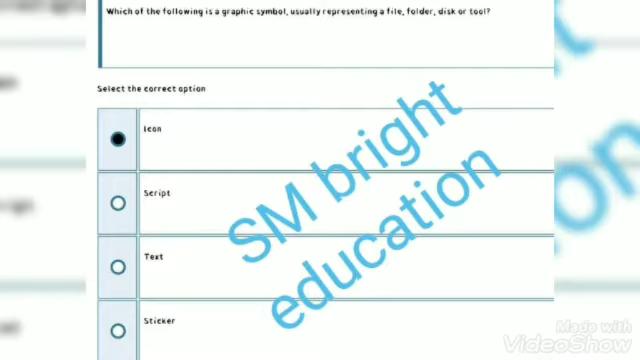 Which of the following is a graphic symbol, usually representing a file, folder, disk or tool?
Select the correct option
Icon
Script
Text
Sticker
SM bright
education
Made with
VideoShow